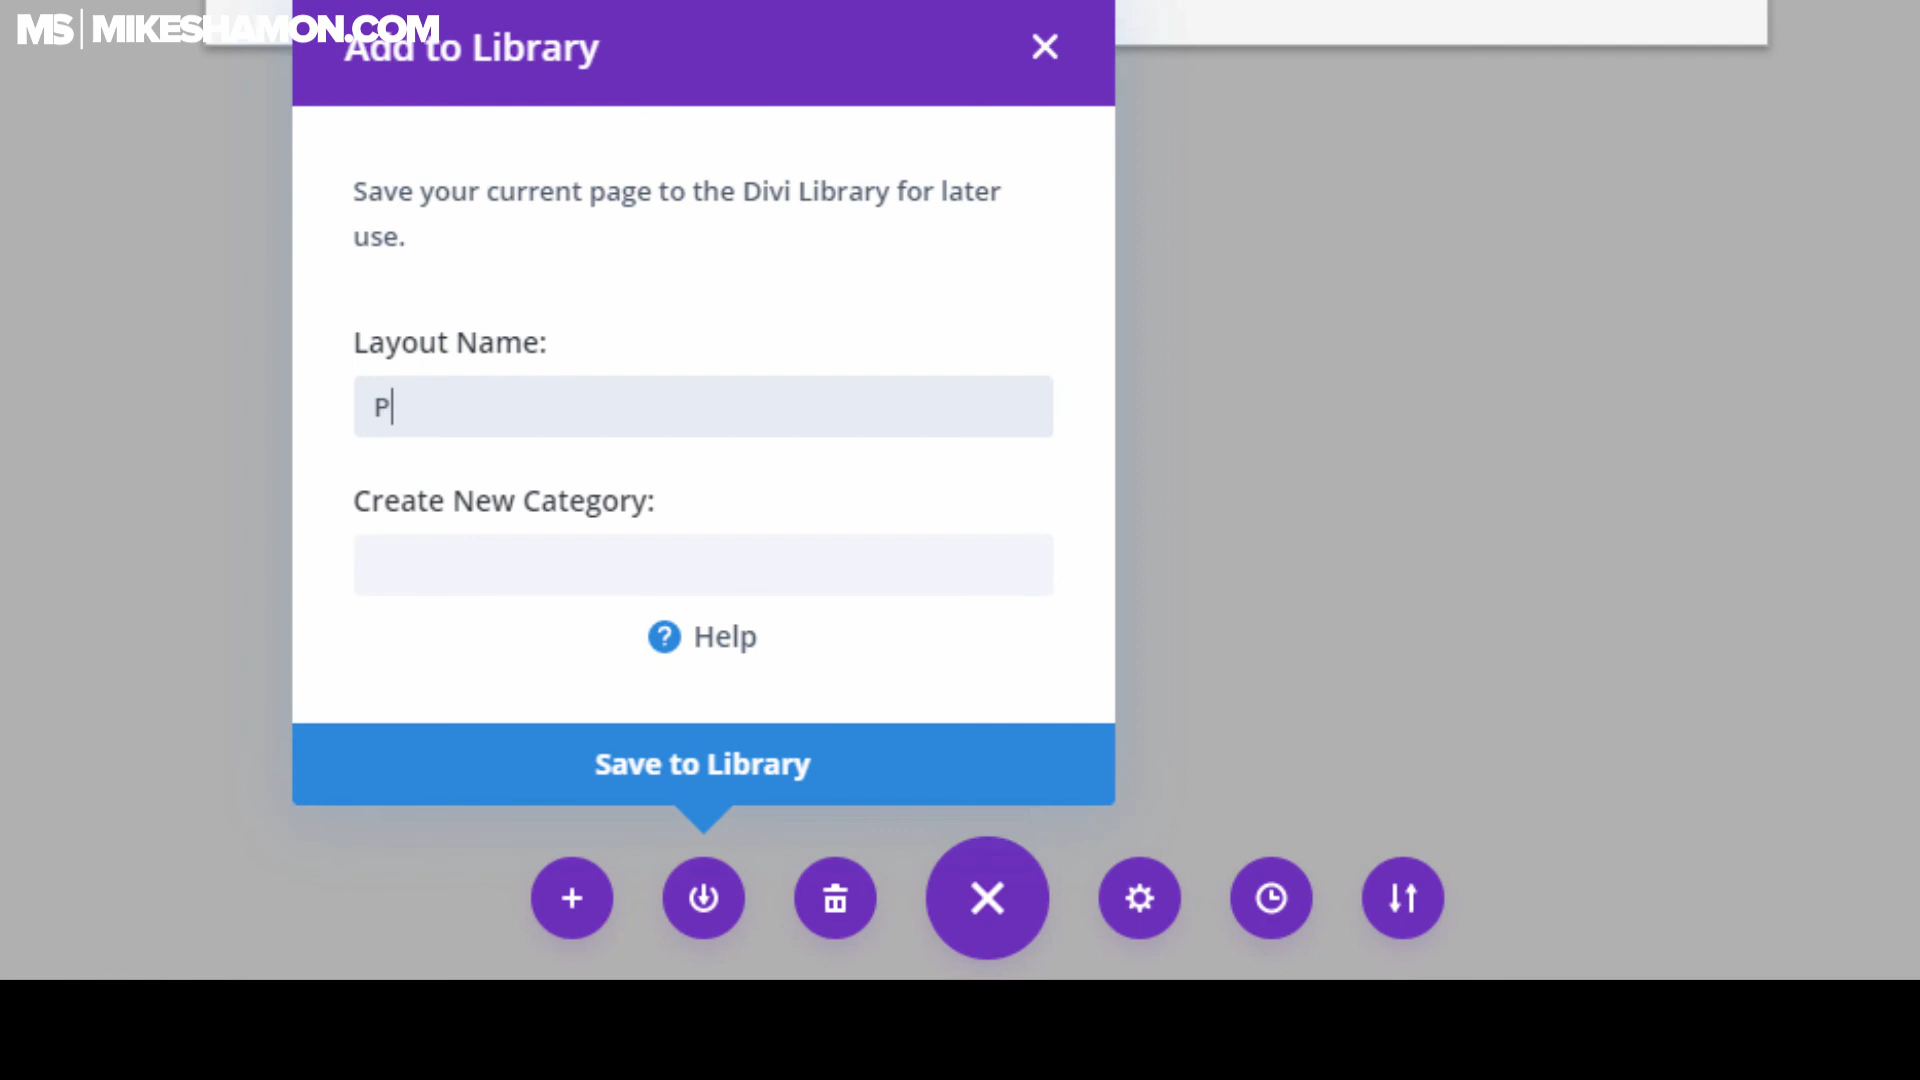 MS | MIKESHAMON.COM
Add to Library
Save your current page to the Divi Library for later
use.
Layout Name:
P
Create New Category:
? Help
Save to Library